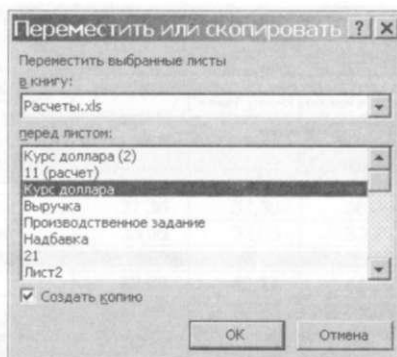 Переместить или скопировать
Переместить выбранные листы
в книгу:
Расчеты.xls
перед листом:
Курс доллара (2)
11 (расчет)
Курс доллара
Выручка
Производственное задание
Надбавка
21
Лист2
Создать копию
ОК
Отмена